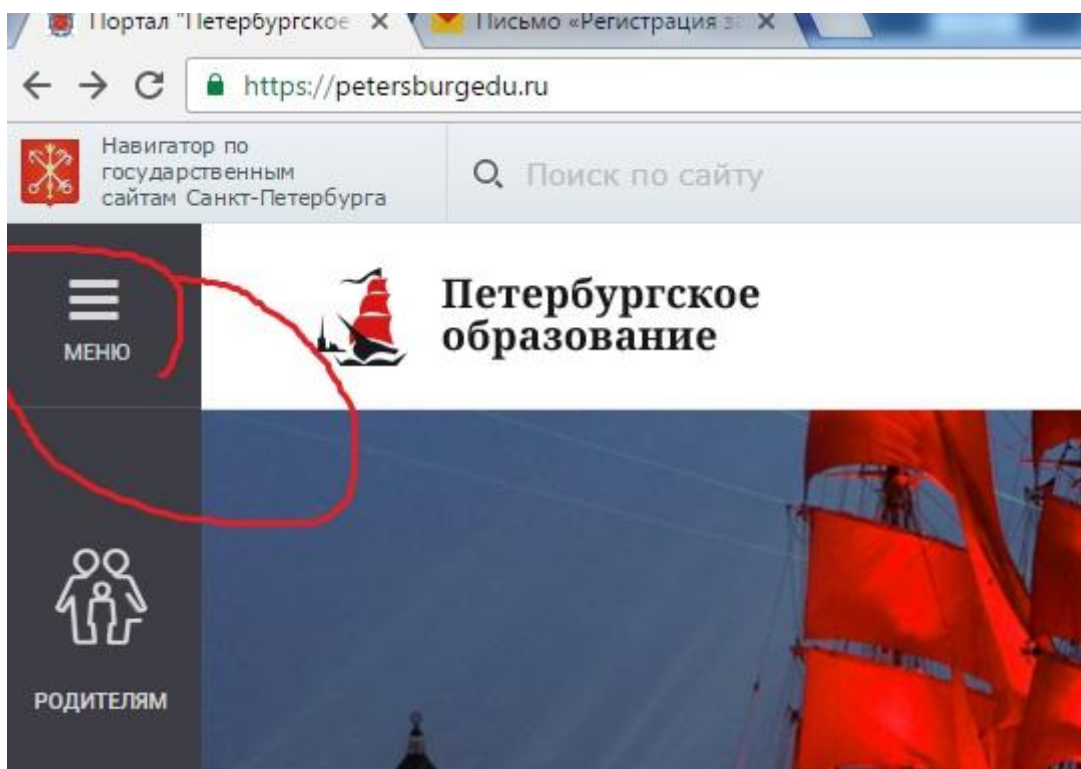 Портал "Петербургское
Письмо «Регистрация за
https://petersburgedu.ru
Навигатор по
государственным
сайтам Санкт-Петербурга
Поиск по сайту
МЕНЮ
Петербургское
образование
РОДИТЕЛЯМ